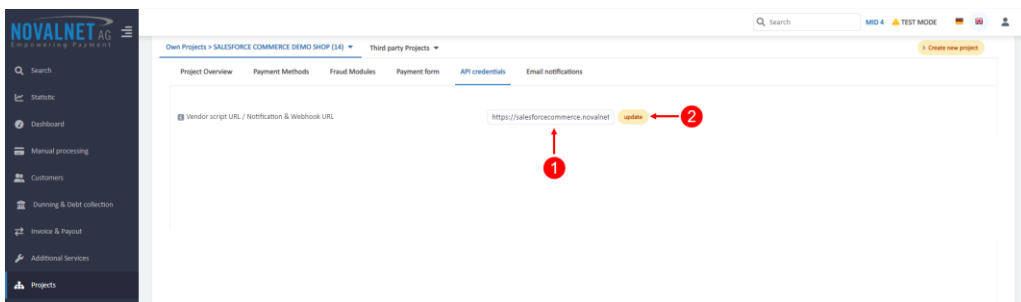 NOVALNET AG
Empowering Payment
Search
MID 4
TEST MODE
Own Projects > SALESFORCE COMMERCE DEMO SHOP (14)
Third party Projects
> Create new project
Search
Statistic
Dashboard
Manual processing
Customers
Dunning & Debt collection
Invoice & Payout
Additional Services
Projects
Project Overview
Payment Methods
Fraud Modules
Payment form
API credentials
Email notifications
Vendor script URL / Notification & Webhook URL
https://salesforcecommerce.novalnet
update
2
1